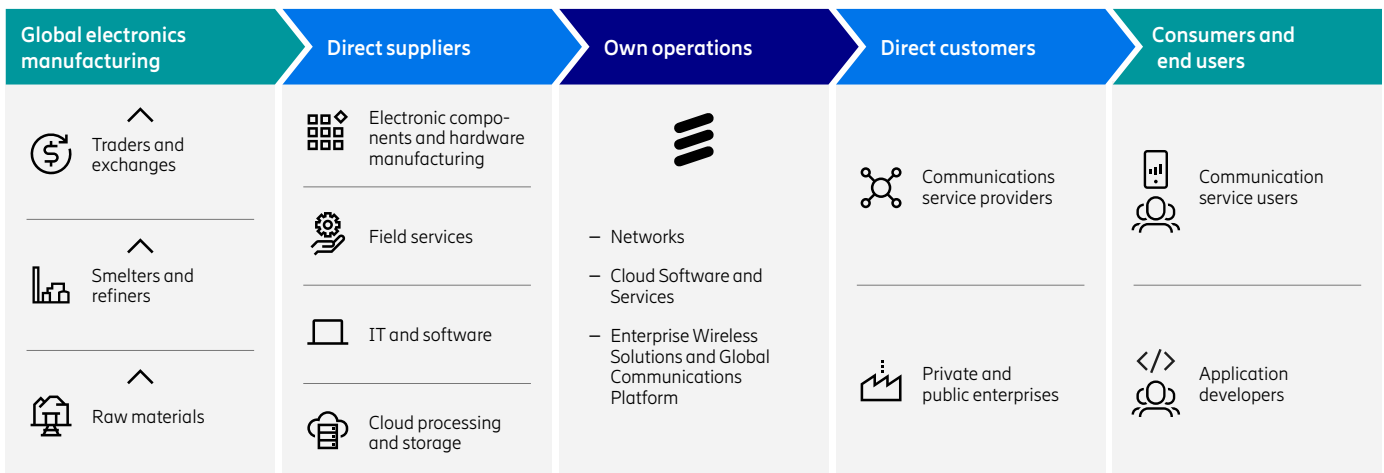 Global electronics
manufacturing
Direct suppliers
Own operations
Direct customers
Consumers and
end users
Traders and
exchanges
Smelters and
refiners
Raw materials
Electronic compo-
nents and hardware
manufacturing
Field services
IT and software
Cloud processing
and storage
– Networks
– Cloud Software and
Services
– Enterprise Wireless
Solutions and Global
Communications
Platform
Communications
service providers
Private and
public enterprises
Communication
service users
</>
Application
developers